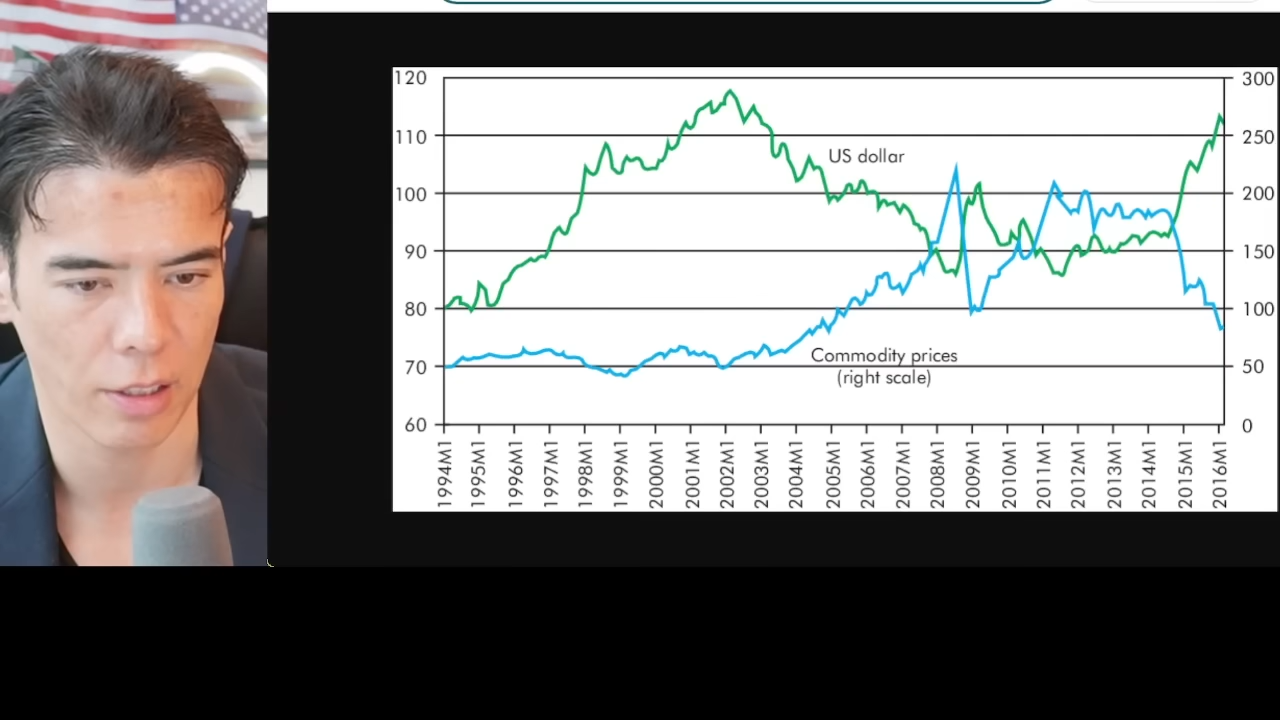 120
300
110
250
US dollar
100
200
90
150
80
100
Commodity prices
(right scale)
70
50
60
0
1994M1
1995M1
1996M1
1997M1
1998M1
1999M1
2000M1
2001M1
2002M1
2003M1
2004M1
2005M1
2006M1
2007M1
2008M1
2009M1
2010M1
2011M1
2012M1
2013M1
2014M1
2015M1
2016M1